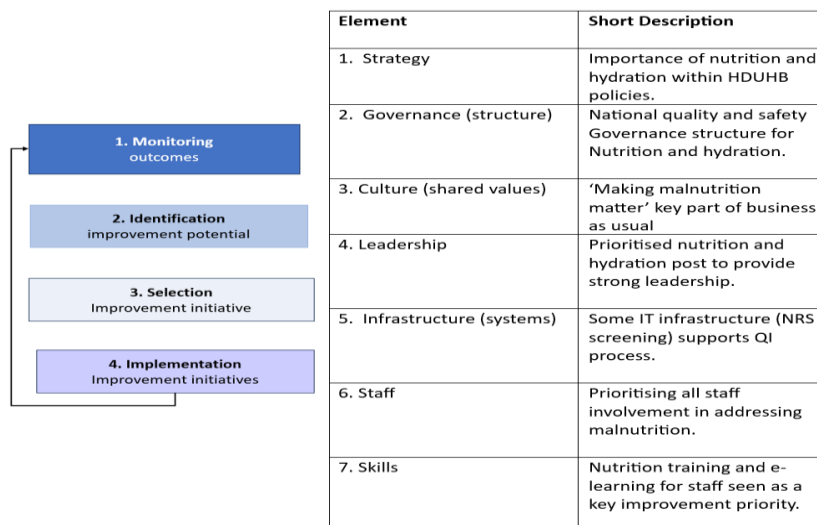 1. Monitoring
outcomes
2. Identification
improvement potential
3. Selection
Improvement initiative
4. Implementation
Improvement initiatives
Element Short Description
1. Strategy Importance of nutrition and
hydration within HDUHB
policies.
2. Governance (structure) National quality and safety
Governance structure for
Nutrition and hydration.
3. Culture (shared values) ‘Making malnutrition
matter’ key part of business
as usual
4. Leadership Prioritised nutrition and
hydration post to provide
strong leadership.
5. Infrastructure (systems) Some IT infrastructure (NRS
screening) supports QI
process.
6. Staff Prioritising all staff
involvement in addressing
malnutrition.
7. Skills Nutrition training and e-
learning for staff seen as a
key improvement priority.